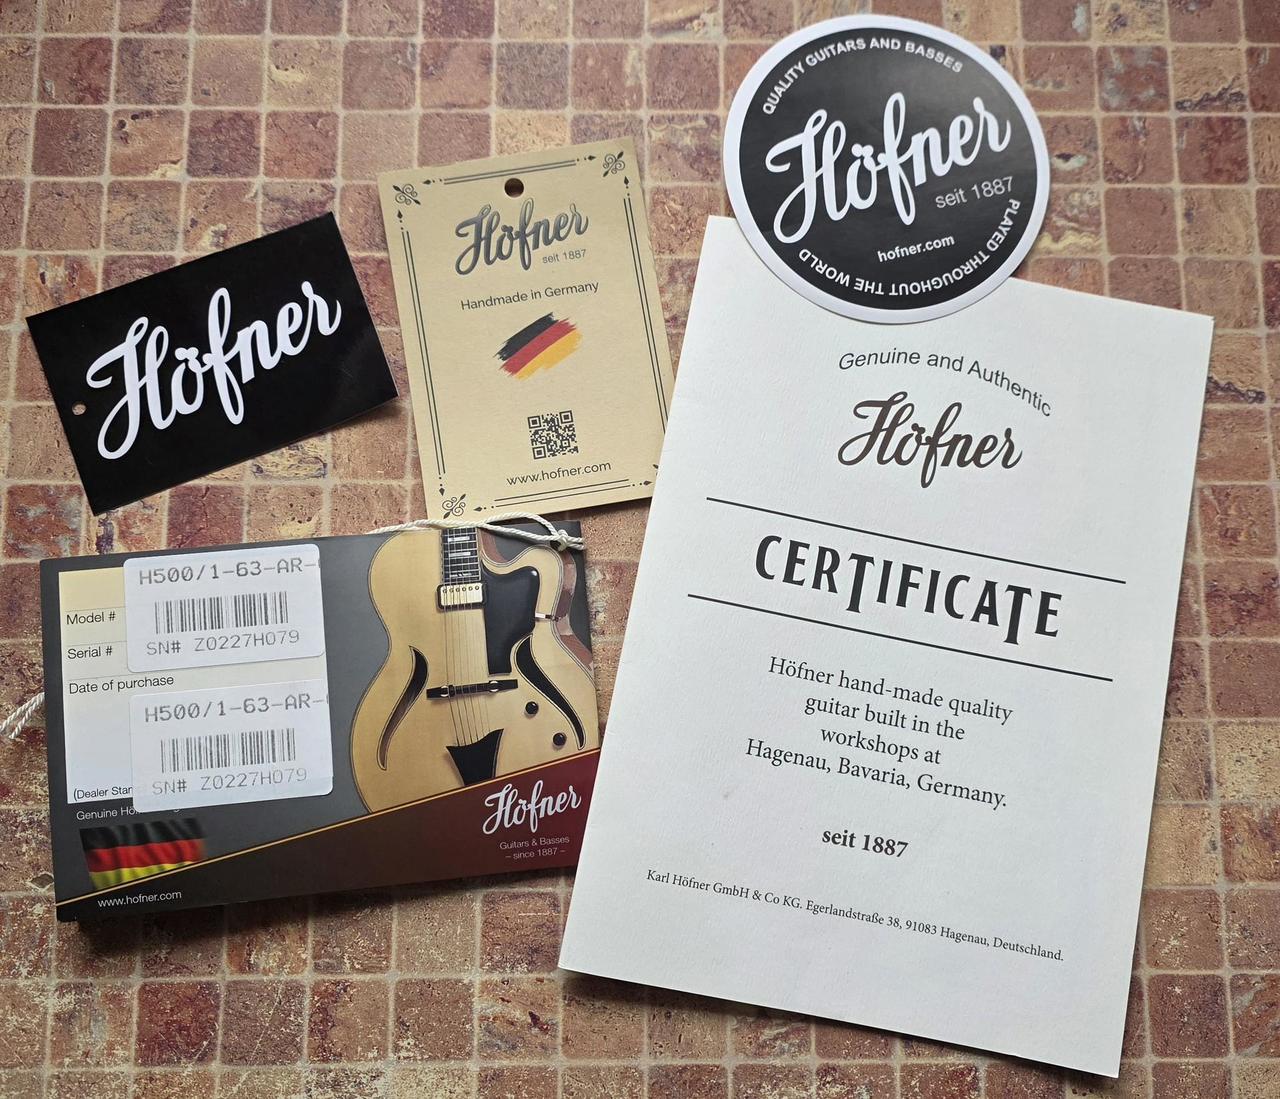 QUALITY GUITARS AND BASSES
Höfner
seit 1887
hofner.com
PLAYED THROUGHOUT THE WORLD
Höfner
Höfner
seit 1887
Handmade in Germany
www.hofner.com
Genuine and Authentic
Höfner
CERTIFICATE
Höfner hand-made quality
guitar built in the
workshops at
Hagenau, Bavaria, Germany.
seit 1887
Karl Höfner GmbH & Co KG. Egerlandstraße 38, 91083 Hagenau, Deutschland.
H500/1-63-AR-
Model #
SN# Z0227H079
Serial #
Date of purchase
H500/1-63-AR-
SN# Z0227H079
(Dealer
Genuine
Höfner
Guitars & Basses
– since 1887 –
www.hofner.com